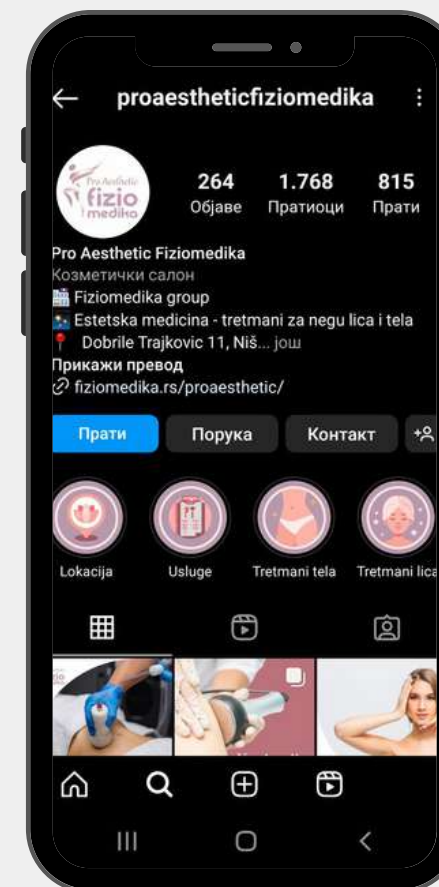 proaestheticfiziomedika
ProAesthetic
fizio
medika
264 1.768 815
Објаве Пратиоци Прати
Pro Aesthetic Fiziomedika
Козметички салон
Fiziomedika group
Estetska medicina - tretmani za negu lica i tela
Dobrile Trajkovic 11, Niš... још
Прикажи превод
fiziomedika.rs/proaesthetic/
Прати Порука Контакт
Lokacija Usluge Tretmani tela Tretmani lica